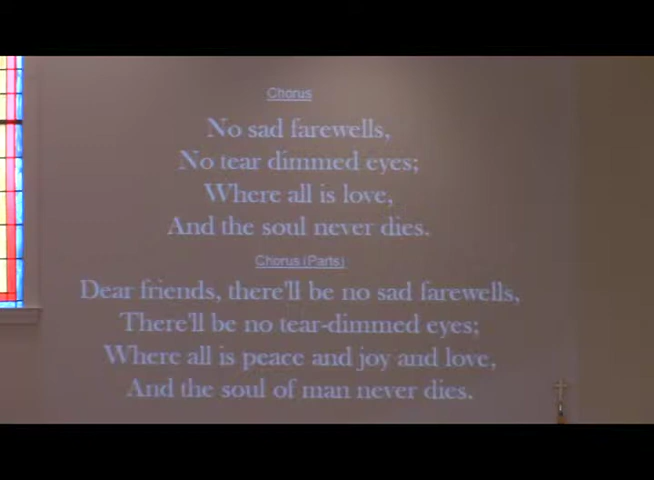 Chorus
No sad farewells,
No tear dimmed eyes;
Where all is love,
And the soul never dies.
Chorus (Parts)
Dear friends, there'll be no sad farewells,
There'll be no tear-dimmed eyes;
Where all is peace and joy and love,
And the soul of man never dies.